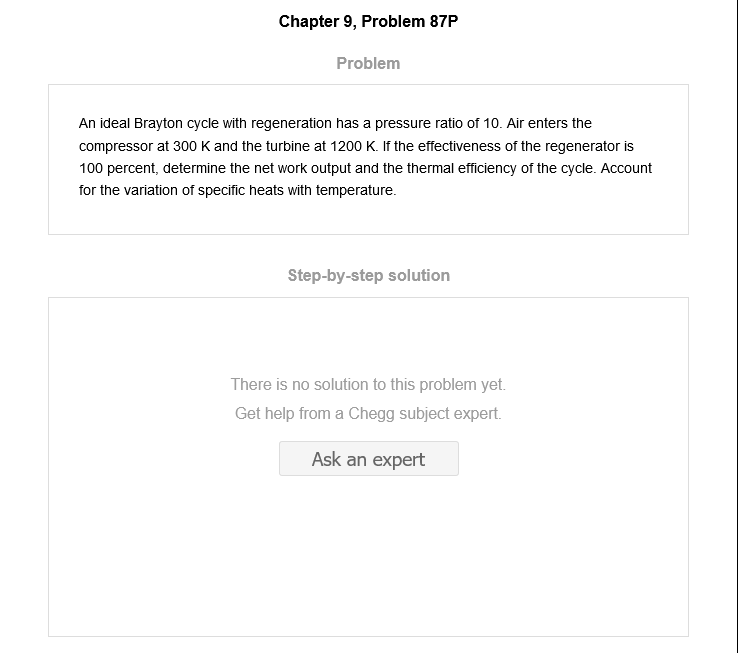 Chapter 9, Problem 87P
Problem
An ideal Brayton cycle with regeneration has a pressure ratio of 10. Air enters the
compressor at 300 K and the turbine at 1200 K. If the effectiveness of the regenerator is
100 percent, determine the net work output and the thermal efficiency of the cycle. Account
for the variation of specific heats with temperature.
Step-by-step solution
There is no solution to this problem yet.
Get help from a Chegg subject expert.
Ask an expert